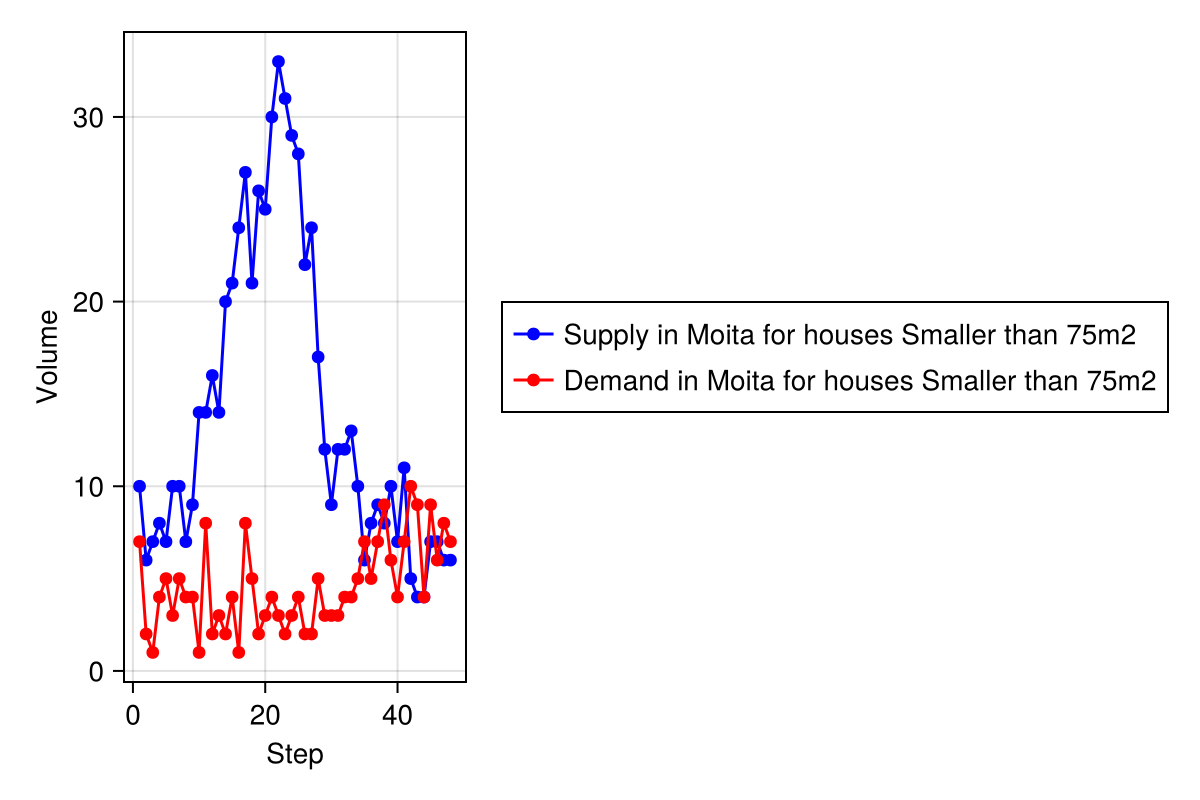 30
20
10
0
0 20 40
Volume
Step
Supply in Moita for houses Smaller than 75m2
Demand in Moita for houses Smaller than 75m2